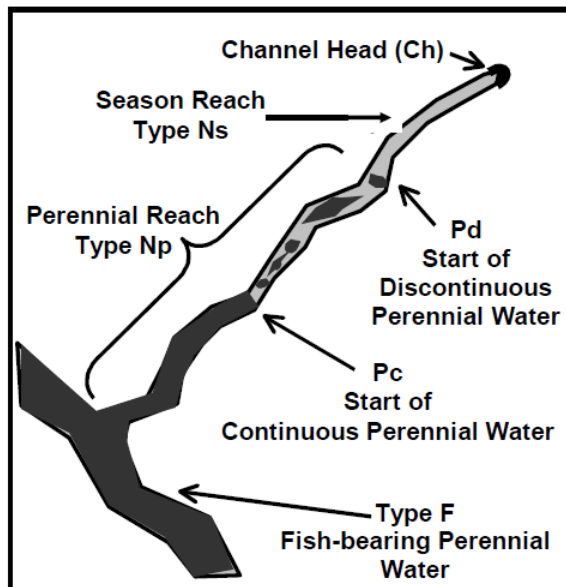 Channel Head (Ch)
Season Reach
Type Ns
Perennial Reach
Type Np
Pd
Start of
Discontinuous
Perennial Water
Pc
Start of
Continuous Perennial Water
Type F
Fish-bearing Perennial
Water